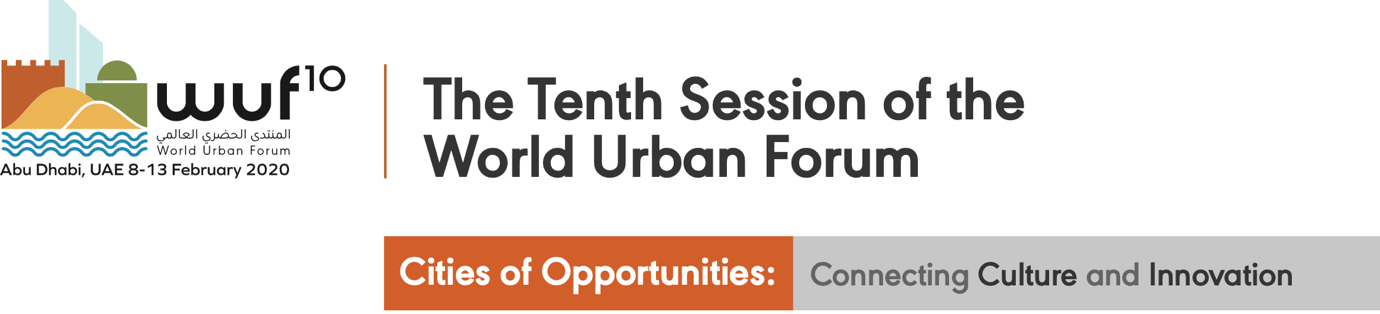 wuf10
المنتدى الحضري العالمي
World Urban Forum
Abu Dhabi, UAE 8-13 February 2020
The Tenth Session of the
World Urban Forum
Cities of Opportunities: Connecting Culture and Innovation